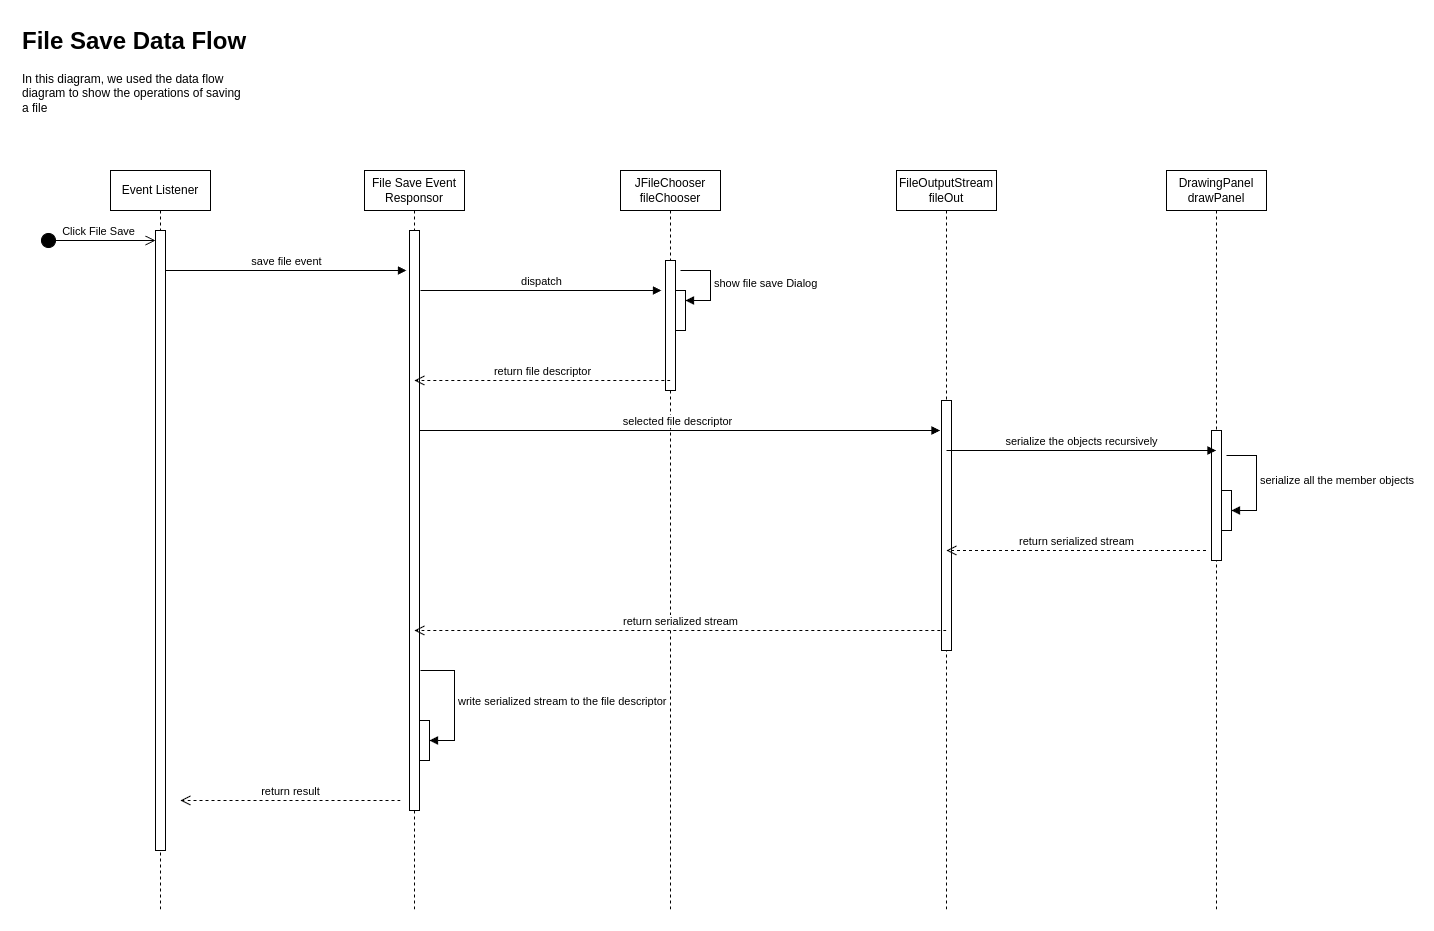 File Save Data Flow
In this diagram, we used the data flow
diagram to show the operations of saving
a file
Event Listener
File Save Event
Responsor
JFileChooser
fileChooser
FileOutputStream
fileOut
DrawingPanel
drawPanel
Click File Save
save file event
dispatch
show file save Dialog
return file descriptor
selected file descriptor
serialize the objects recursively
serialize all the member objects
return serialized stream
return serialized stream
write serialized stream to the file descriptor
return result